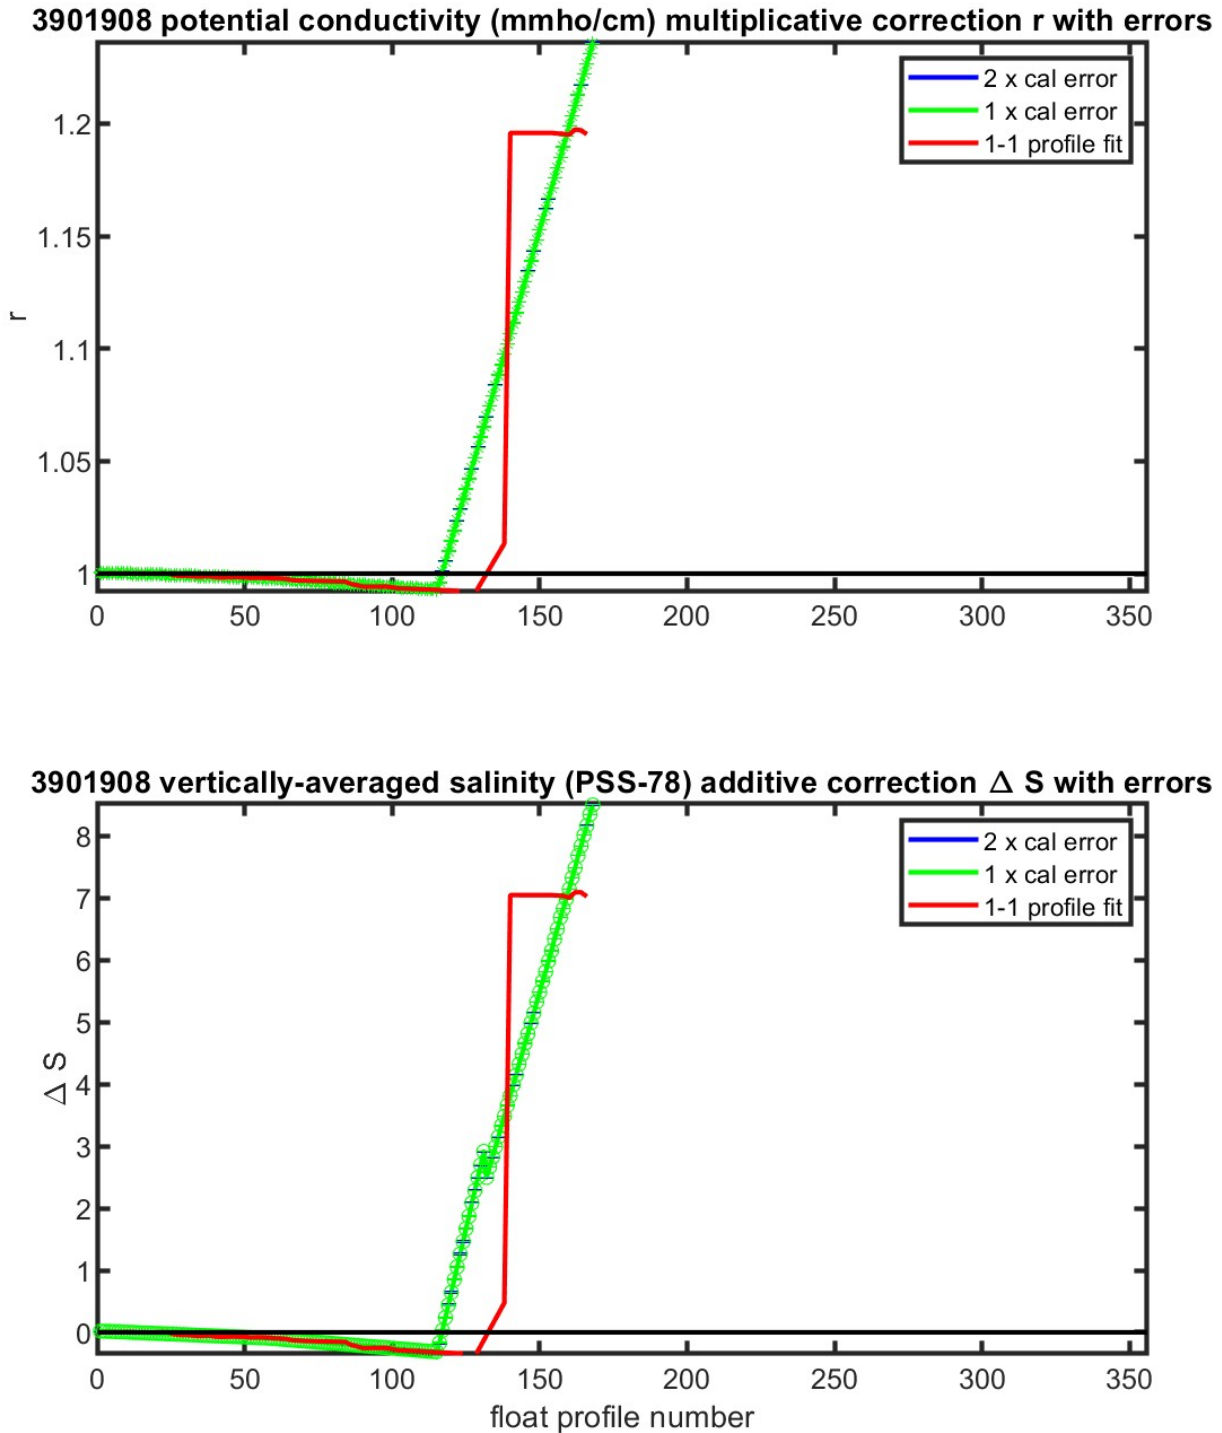 3901908 potential conductivity (mmho/cm) multiplicative correction r with errors
2 x cal error
1 x cal error
1-1 profile fit
1.2
1.15
1.1
1.05
1
r
0 50 100 150 200 250 300 350
3901908 vertically-averaged salinity (PSS-78) additive correction Δ S with errors
2 x cal error
1 x cal error
1-1 profile fit
8
7
6
5
4
3
2
1
0
Δ S
0 50 100 150 200 250 300 350
float profile number